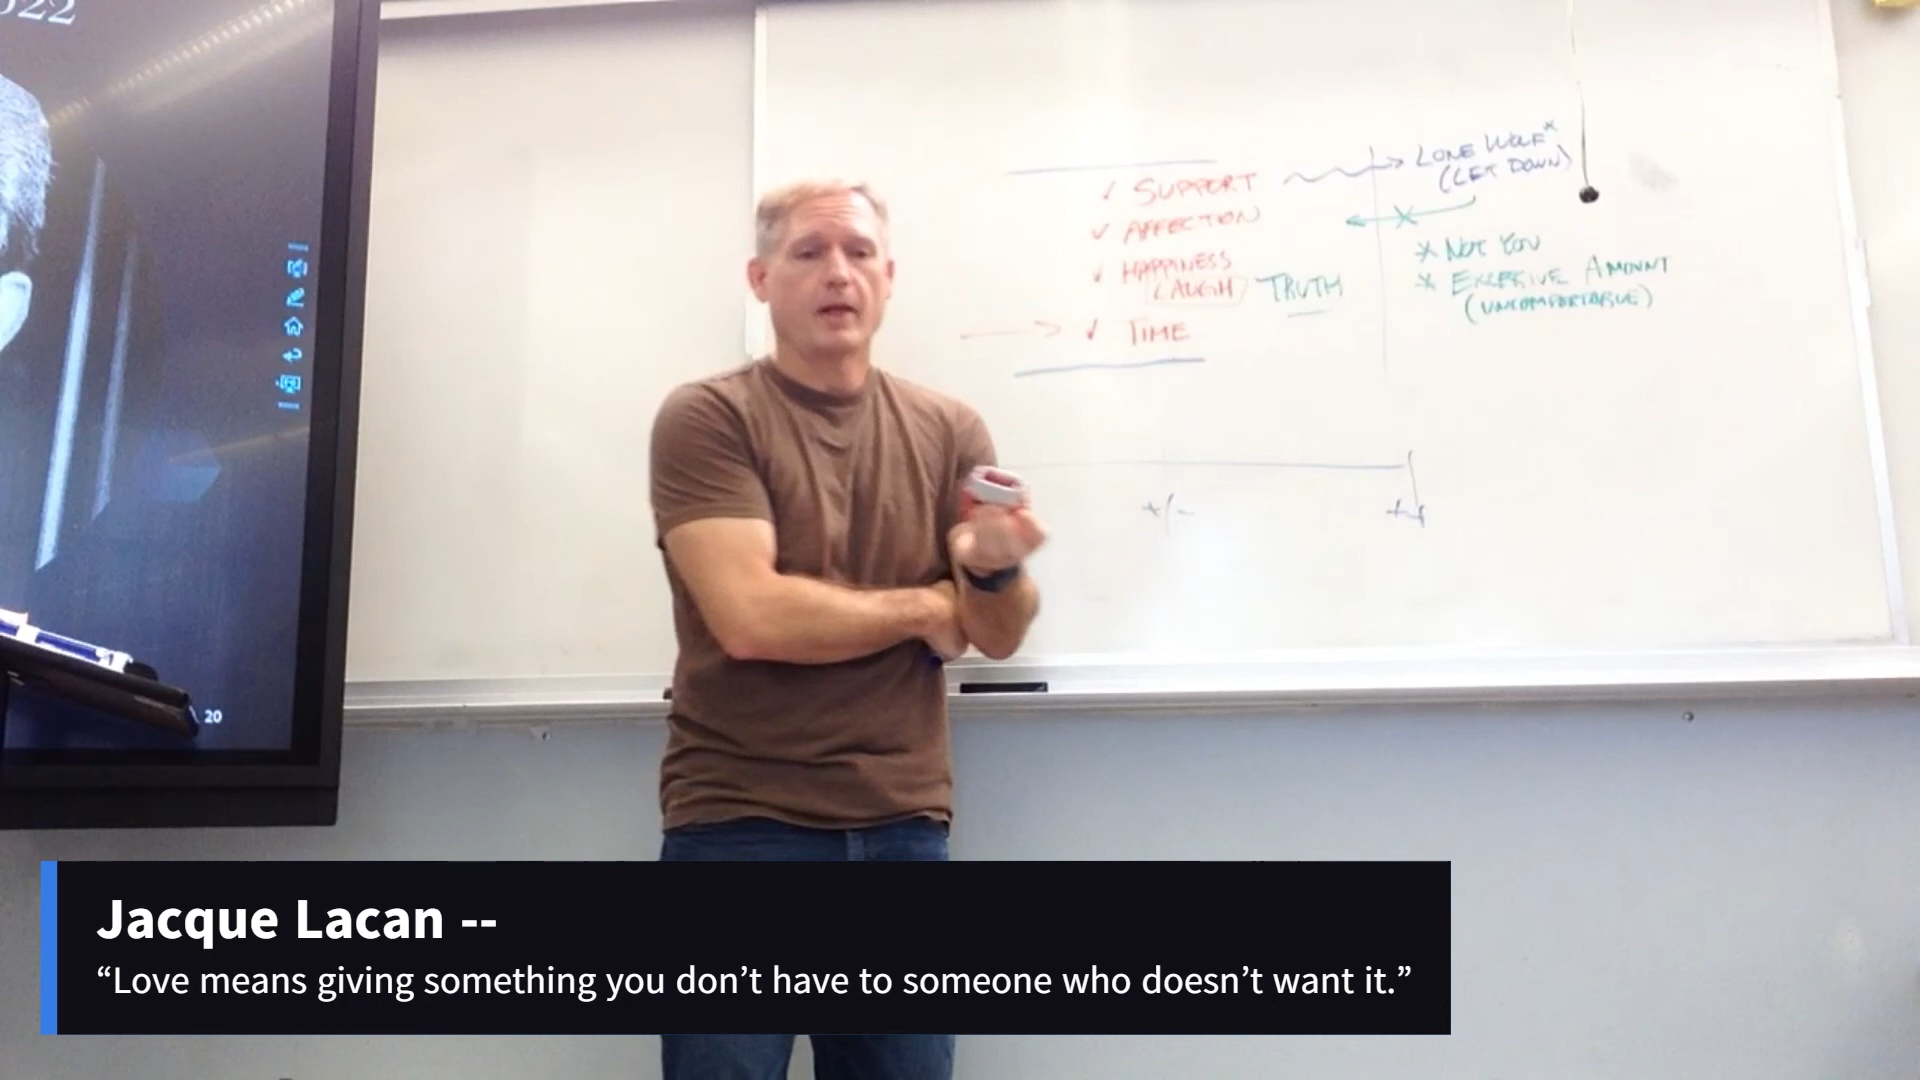 LONE WOLF*
(LET DOWN)
✓ SUPPORT
✓ AFFECTION
✓ HAPPINESS
LAUGH
TRUTH
✓ TIME
* NOT YOU
* EXCESSIVE AMOUNT
(UNCOMFORTABLE)
+/-
20
Jacque Lacan --
“Love means giving something you don’t have to someone who doesn’t want it.”